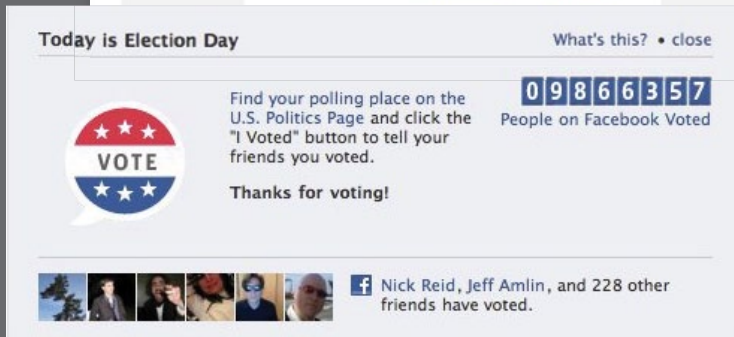 Today is Election Day
What's this? • close
VOTE
Find your polling place on the
U.S. Politics Page and click the
"I Voted" button to tell your
friends you voted.
Thanks for voting!
09866357
People on Facebook Voted
f Nick Reid, Jeff Amlin, and 228 other
friends have voted.